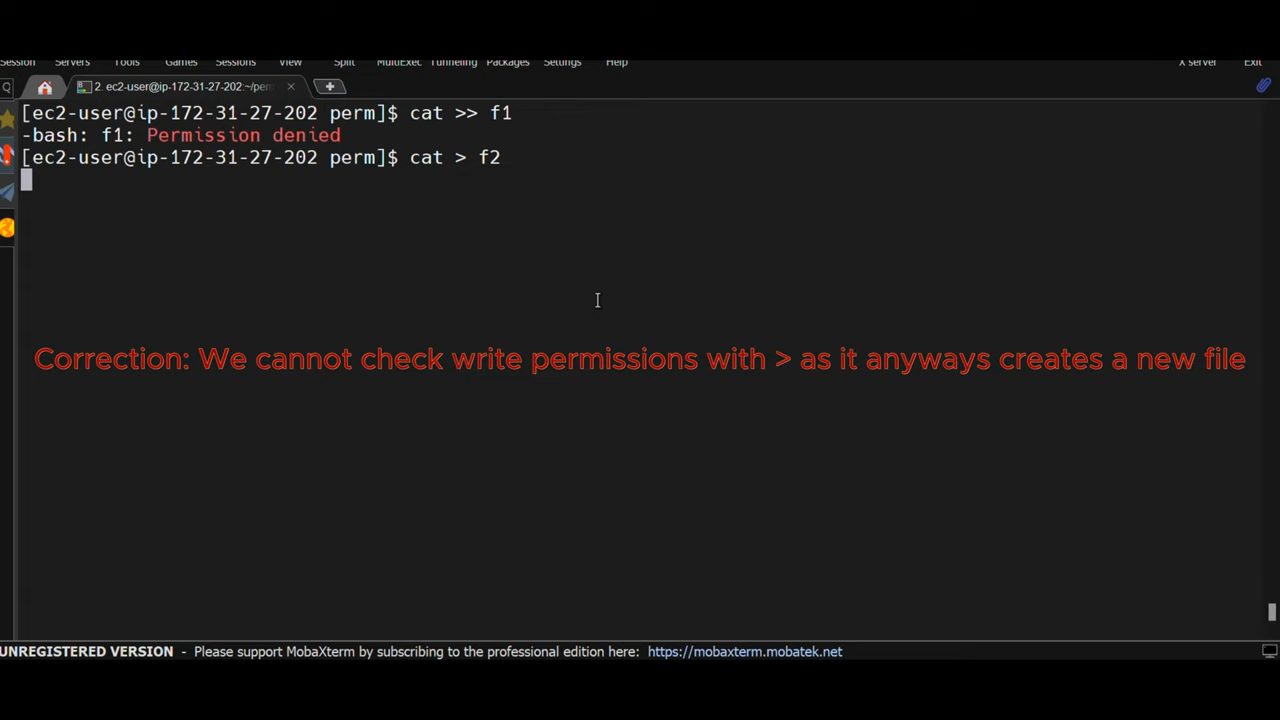 Session Servers Tools Games Sessions View Split MultiExec Tunneling Packages Settings Help X server Exit
2. ec2-user@ip-172-31-27-202:~/perm
[ec2-user@ip-172-31-27-202 perm]$ cat >> f1
-bash: f1: Permission denied
[ec2-user@ip-172-31-27-202 perm]$ cat > f2
Correction: We cannot check write permissions with > as it anyways creates a new file
UNREGISTERED VERSION - Please support MobaXterm by subscribing to the professional edition here: https://mobaxterm.mobatek.net